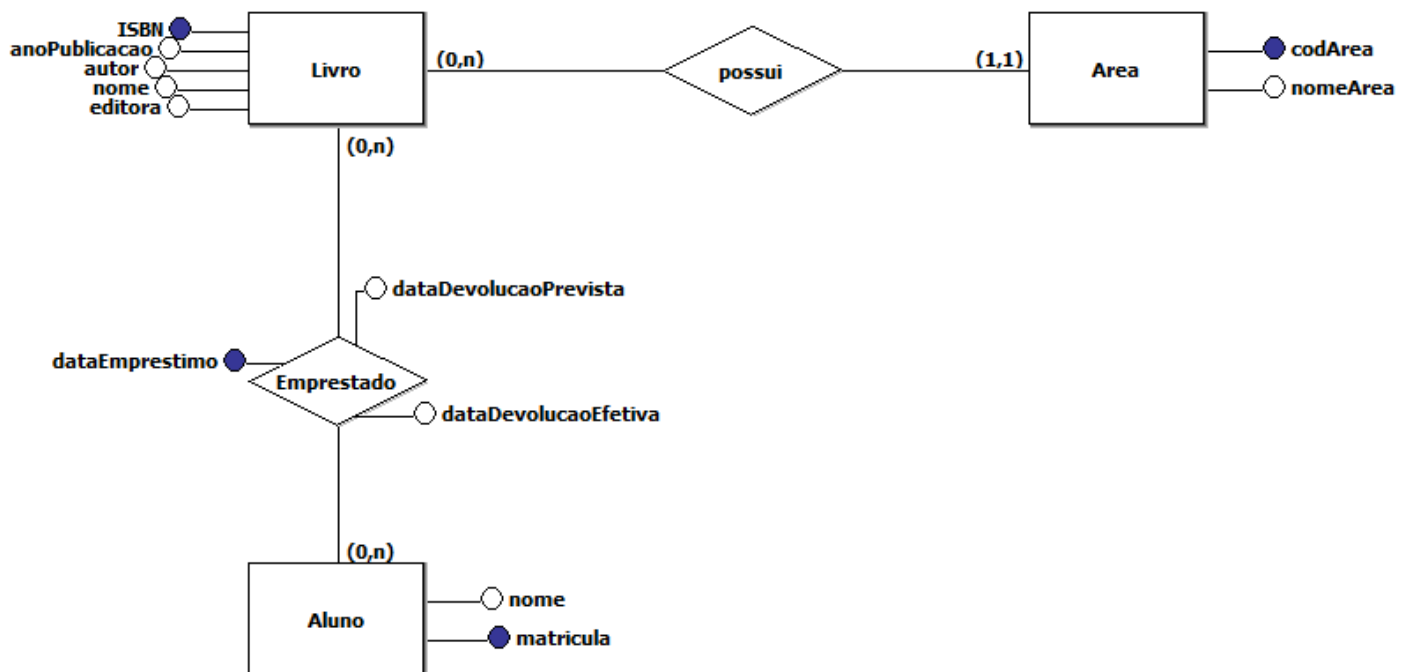 ISBN
anoPublicacao
autor
nome
editora
Livro
(0,n)
possui
(1,1)
Area
codArea
nomeArea
(0,n)
dataDevolucaoPrevista
dataEmprestimo
Emprestado
dataDevolucaoEfetiva
(0,n)
Aluno
nome
matricula